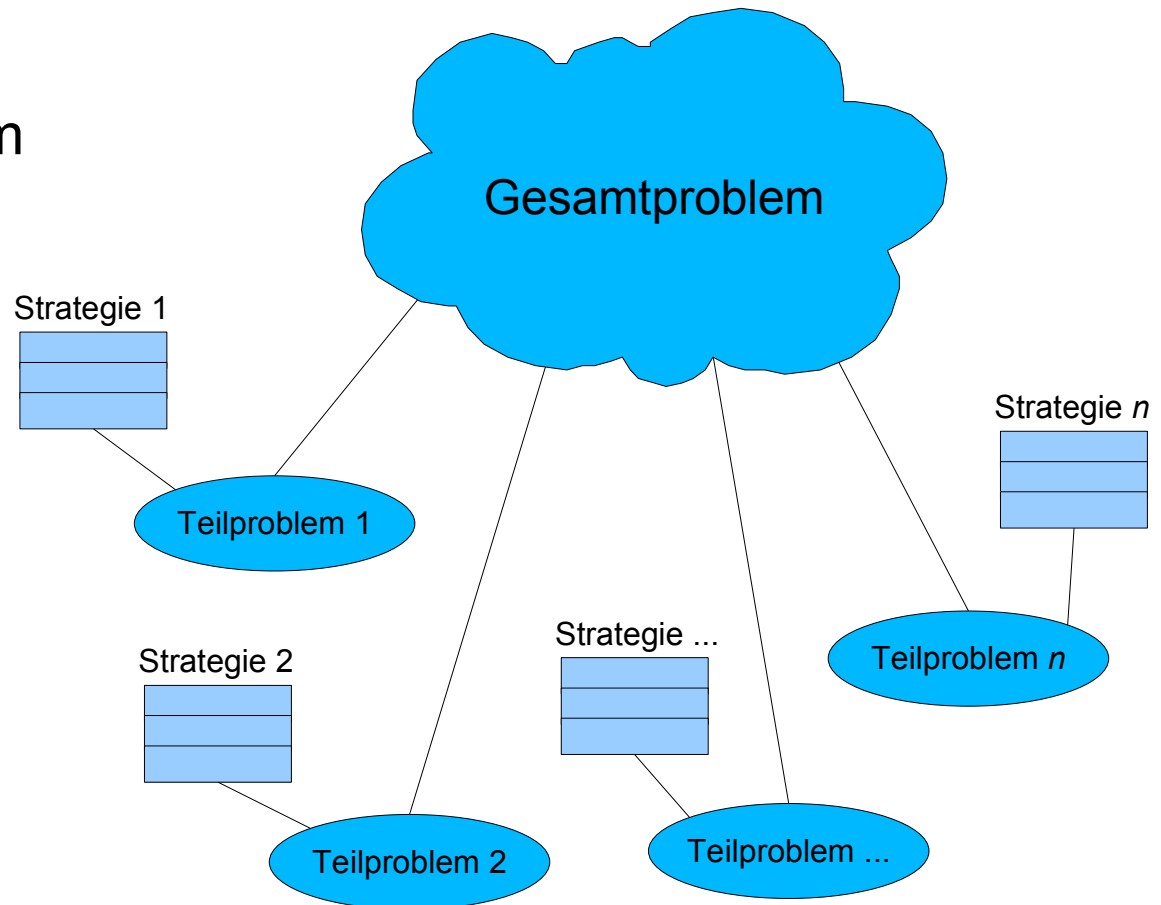 Gesamtproblem
Strategie 1
Strategie n
Teilproblem 1
Strategie ...
Teilproblem n
Strategie 2
Teilproblem ...
Teilproblem 2